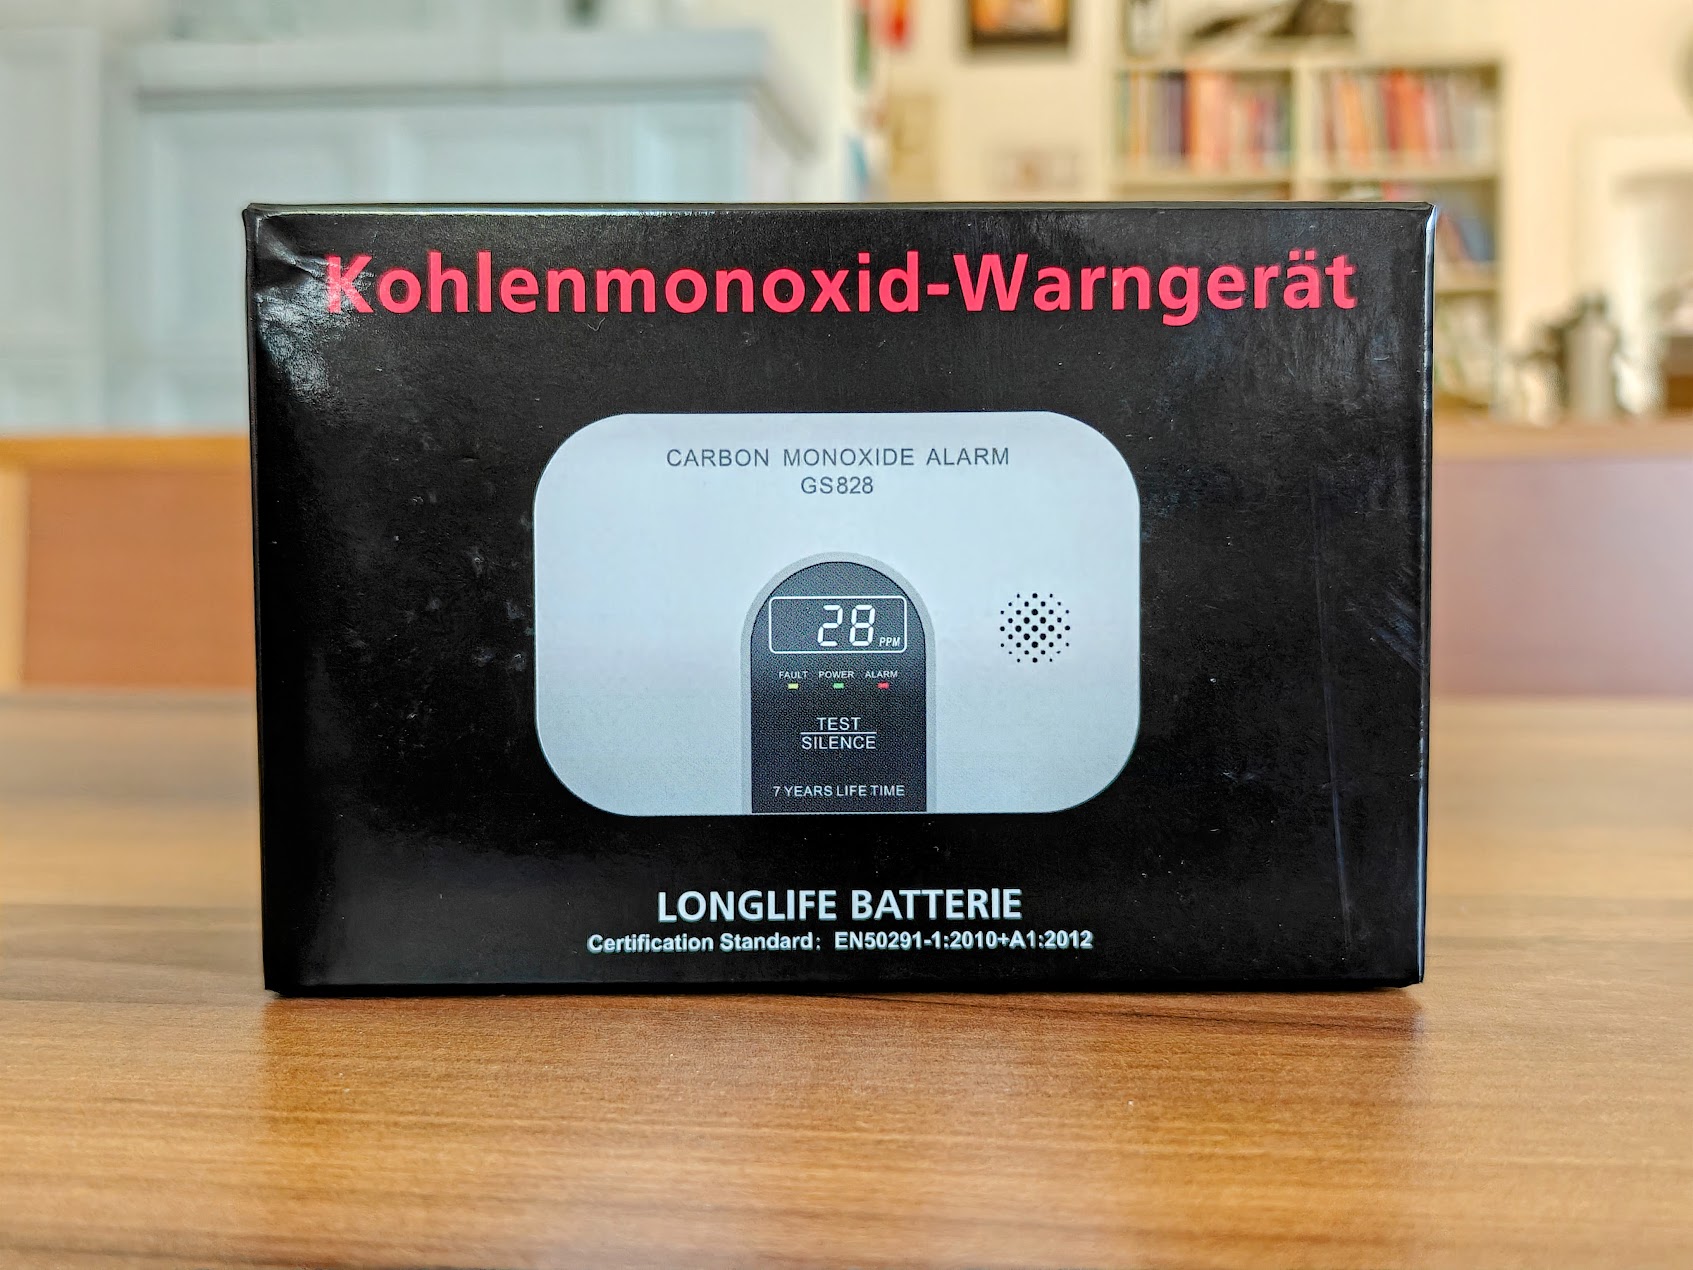 Kohlenmonoxid-Warngerät
CARBON MONOXIDE ALARM
GS828
28 PPM
FAULT POWER ALARM
TEST
SILENCE
7 YEARS LIFE TIME
LONGLIFE BATTERIE
Certification Standard: EN50291-1:2010+A1:2012